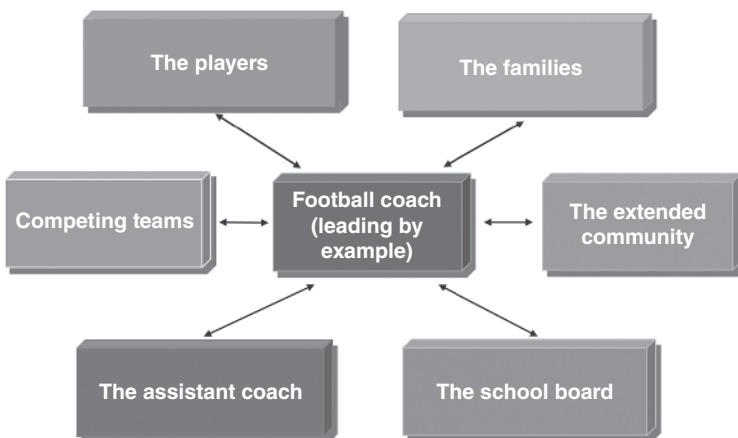 The players
The families
Competing teams
Football coach
(leading by
example)
The extended
community
The assistant coach
The school board